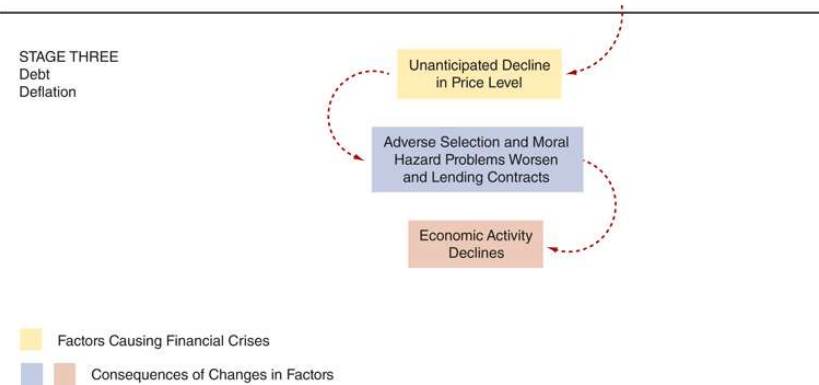 STAGE THREE
Debt
Deflation
Unanticipated Decline
in Price Level
Adverse Selection and Moral
Hazard Problems Worsen
and Lending Contracts
Economic Activity
Declines
Factors Causing Financial Crises
Consequences of Changes in Factors